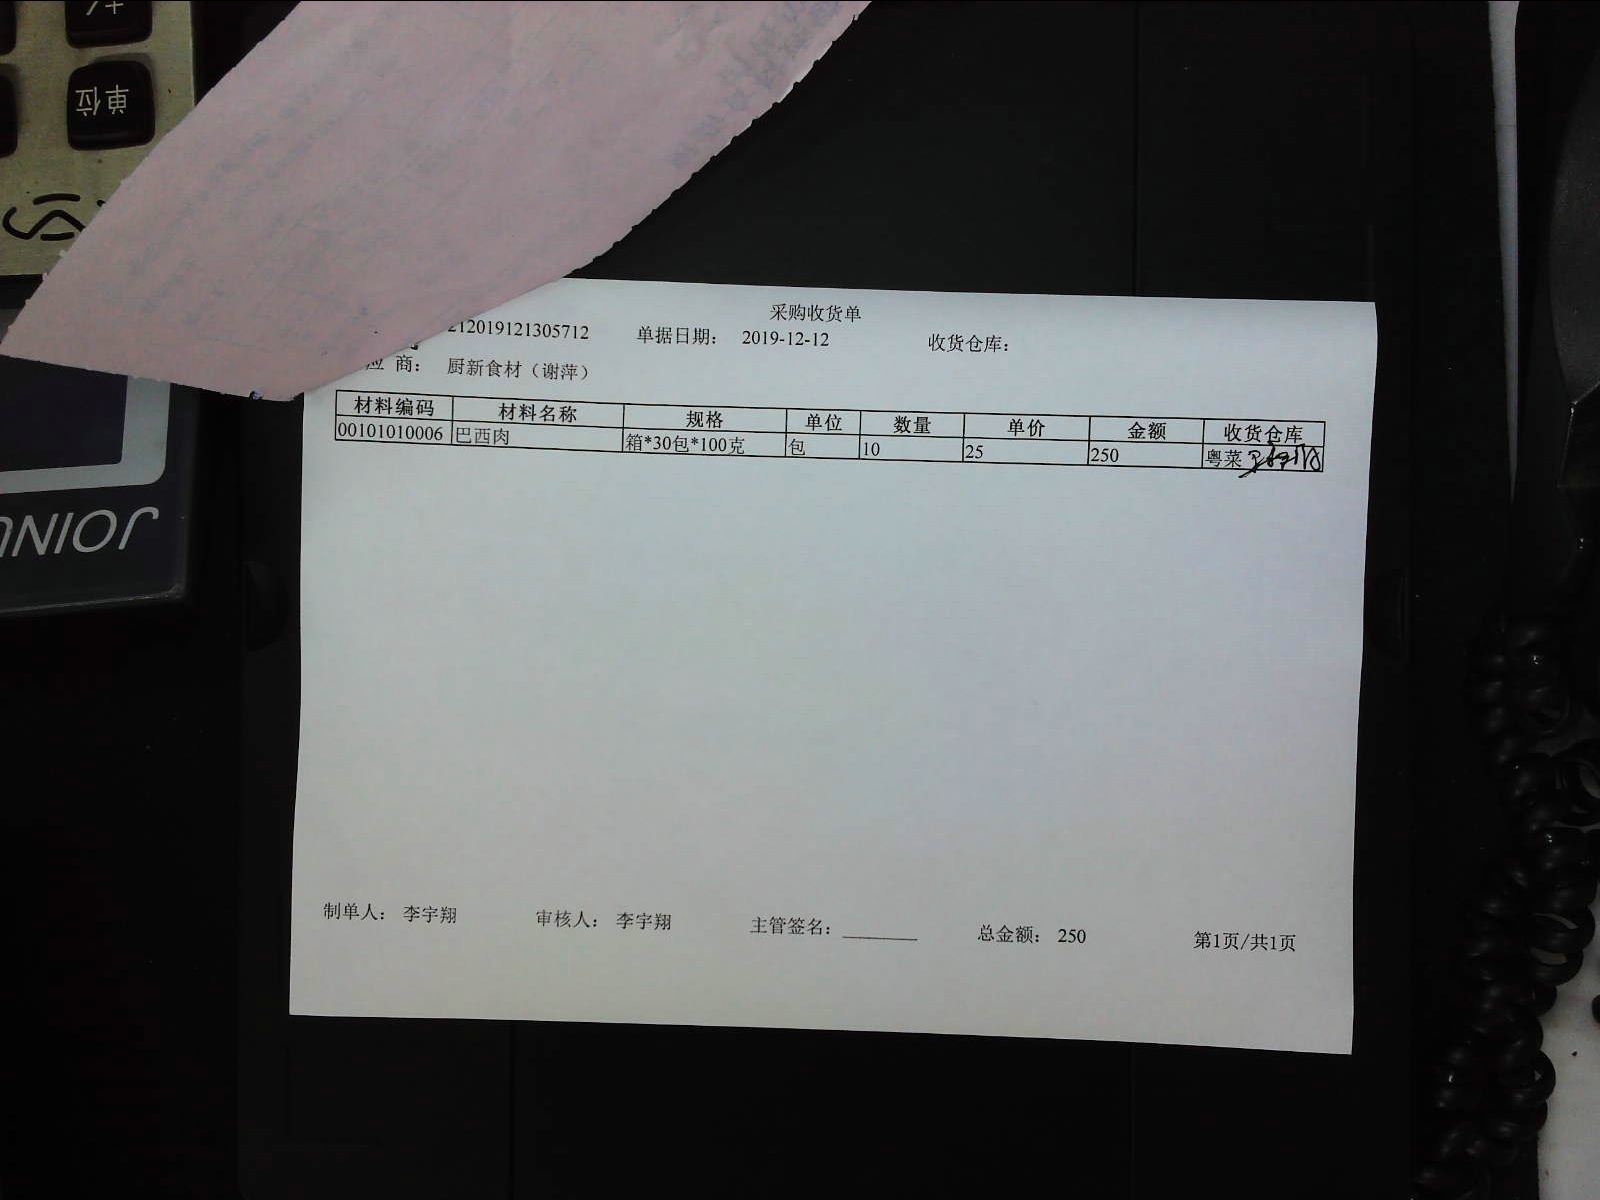 单位
JOINU
采购收货单
212019121305712 单据日期： 2019-12-12 收货仓库：
应 商： 厨新食材（谢萍）
材料编码 材料名称 规格 单位 数量 单价 金额 收货仓库
00101010006 巴西肉 箱*30包*100克 包 10 25 250 粤菜
制单人： 李宇翔 审核人： 李宇翔 主管签名： 总金额： 250 第1页/共1页